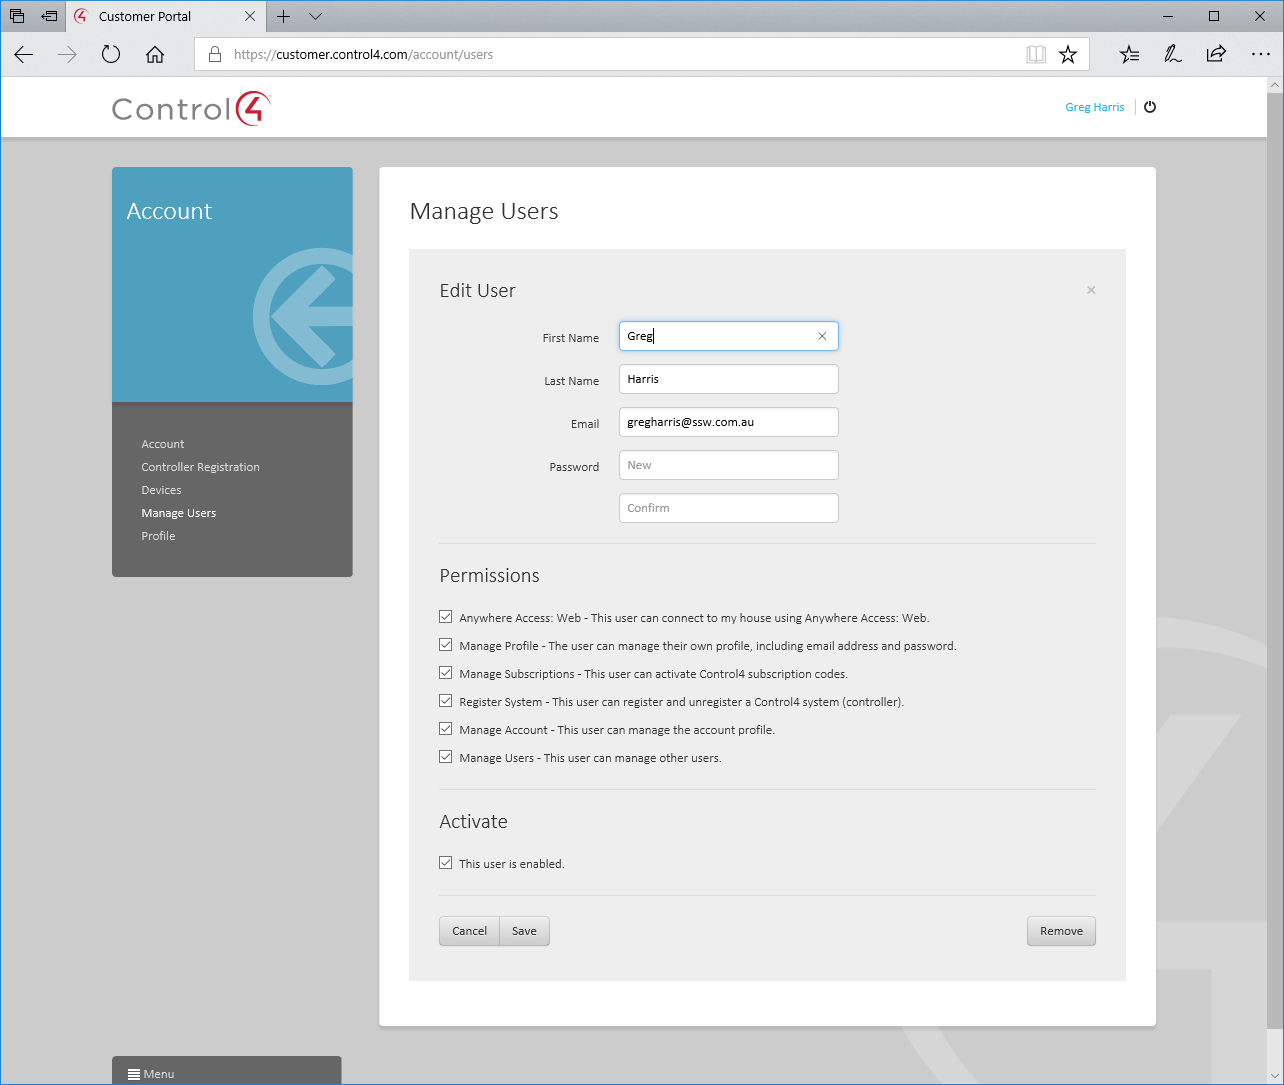 Customer Portal
https://customer.control4.com/account/users
Control4
Greg Harris
Account
Account
Controller Registration
Devices
Manage Users
Profile
Manage Users
Edit User
First Name
Greg
Last Name
Harris
Email
gregharris@ssw.com.au
Password
New
Confirm
Permissions
Anywhere Access: Web - This user can connect to my house using Anywhere Access: Web.
Manage Profile - The user can manage their own profile, including email address and password.
Manage Subscriptions - This user can activate Control4 subscription codes.
Register System - This user can register and unregister a Control4 system (controller).
Manage Account - This user can manage the account profile.
Manage Users - This user can manage other users.
Activate
This user is enabled.
Cancel Save Remove
Menu